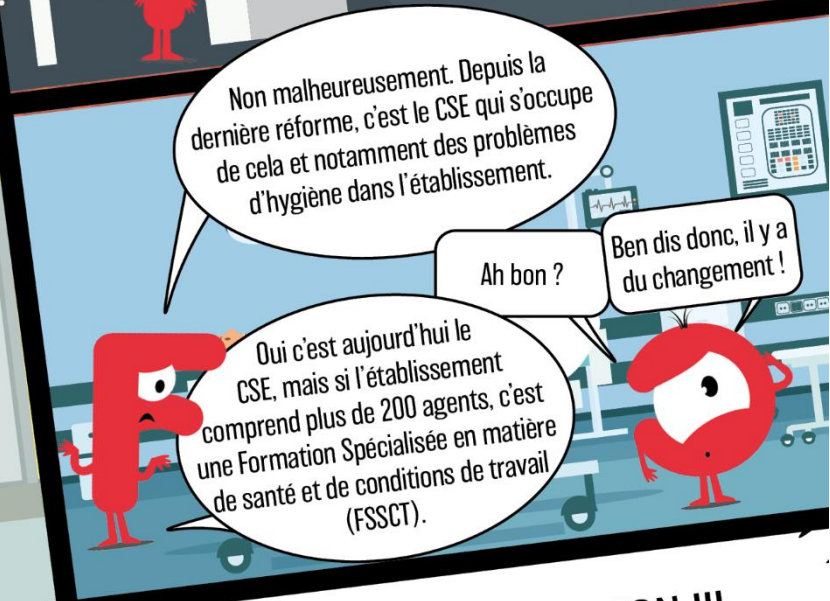 Non malheureusement. Depuis la
dernière réforme, c'est le CSE qui s'occupe
de cela et notamment des problèmes
d'hygiène dans l'établissement.
Ah bon ?
Ben dis donc, il y a
du changement !
Oui c'est aujourd'hui le
CSE, mais si l'établissement
comprend plus de 200 agents, c'est
une Formation Spécialisée en matière
de santé et de conditions de travail
(FSSCT).